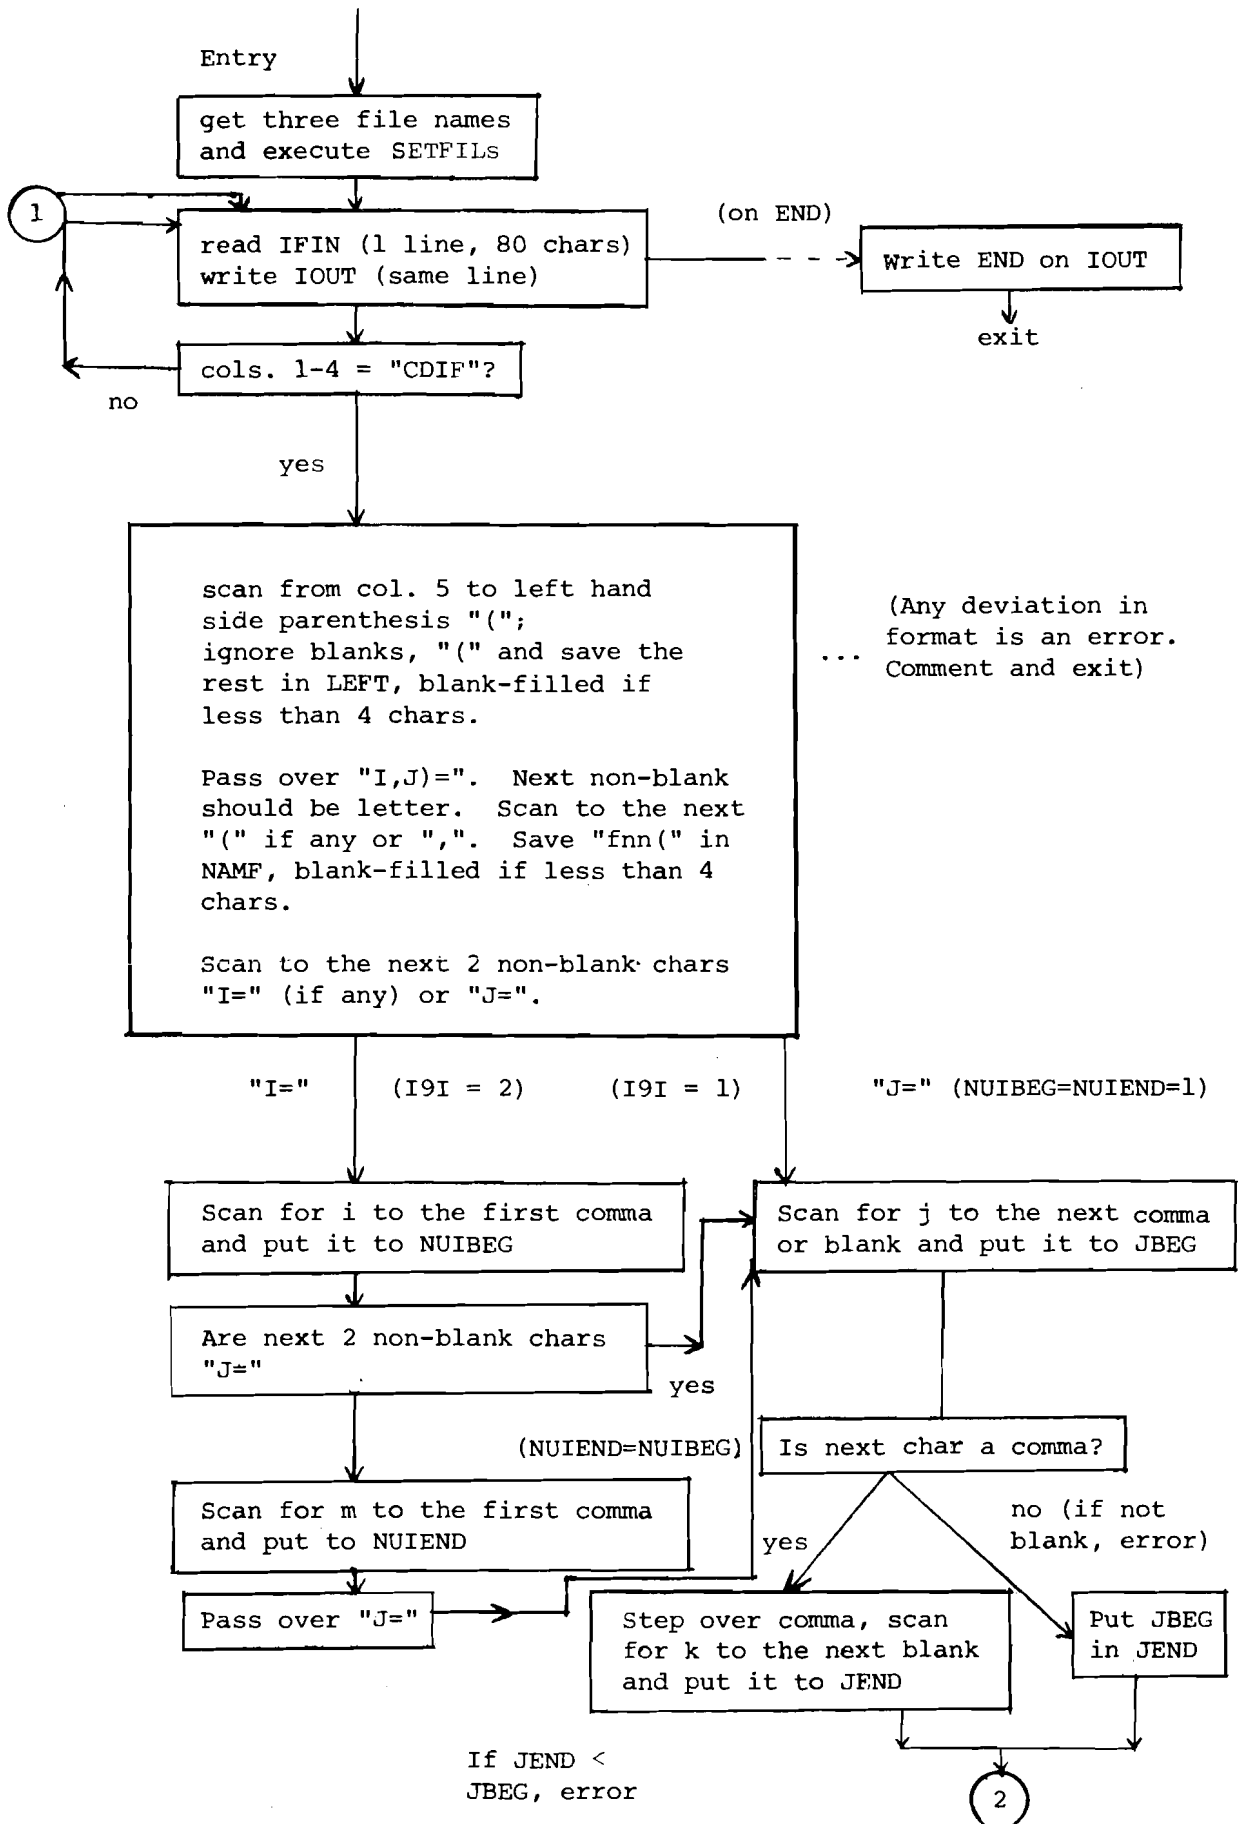 Entry
get three file names
and execute SETFILs
1
(on END)
read IFIN (1 line, 80 chars)
write IOUT (same line)
Write END on IOUT
exit
cols. 1-4 = "CDIF"?
no
yes
scan from col. 5 to left hand
side parenthesis "(";
ignore blanks, "(" and save the
rest in LEFT, blank-filled if
less than 4 chars.
Pass over "I,J)=". Next non-blank
should be letter. Scan to the next
"(" if any or ",". Save "fnn(" in
NAMF, blank-filled if less than 4
chars.
Scan to the next 2 non-blank chars
"I=" (if any) or "J=".
... (Any deviation in
format is an error.
Comment and exit)
"I=" (I9I = 2) (I9I = 1) "J=" (NUIBEG=NUIEND=1)
Scan for i to the first comma
and put it to NUIBEG
Scan for j to the next comma
or blank and put it to JBEG
Are next 2 non-blank chars
"J="
yes
(NUIEND=NUIBEG)
Is next char a comma?
Scan for m to the first comma
and put to NUIEND
yes
no (if not
blank, error)
Pass over "J="
Step over comma, scan
for k to the next blank
and put it to JEND
Put JBEG
in JEND
If JEND <
JBEG, error
2